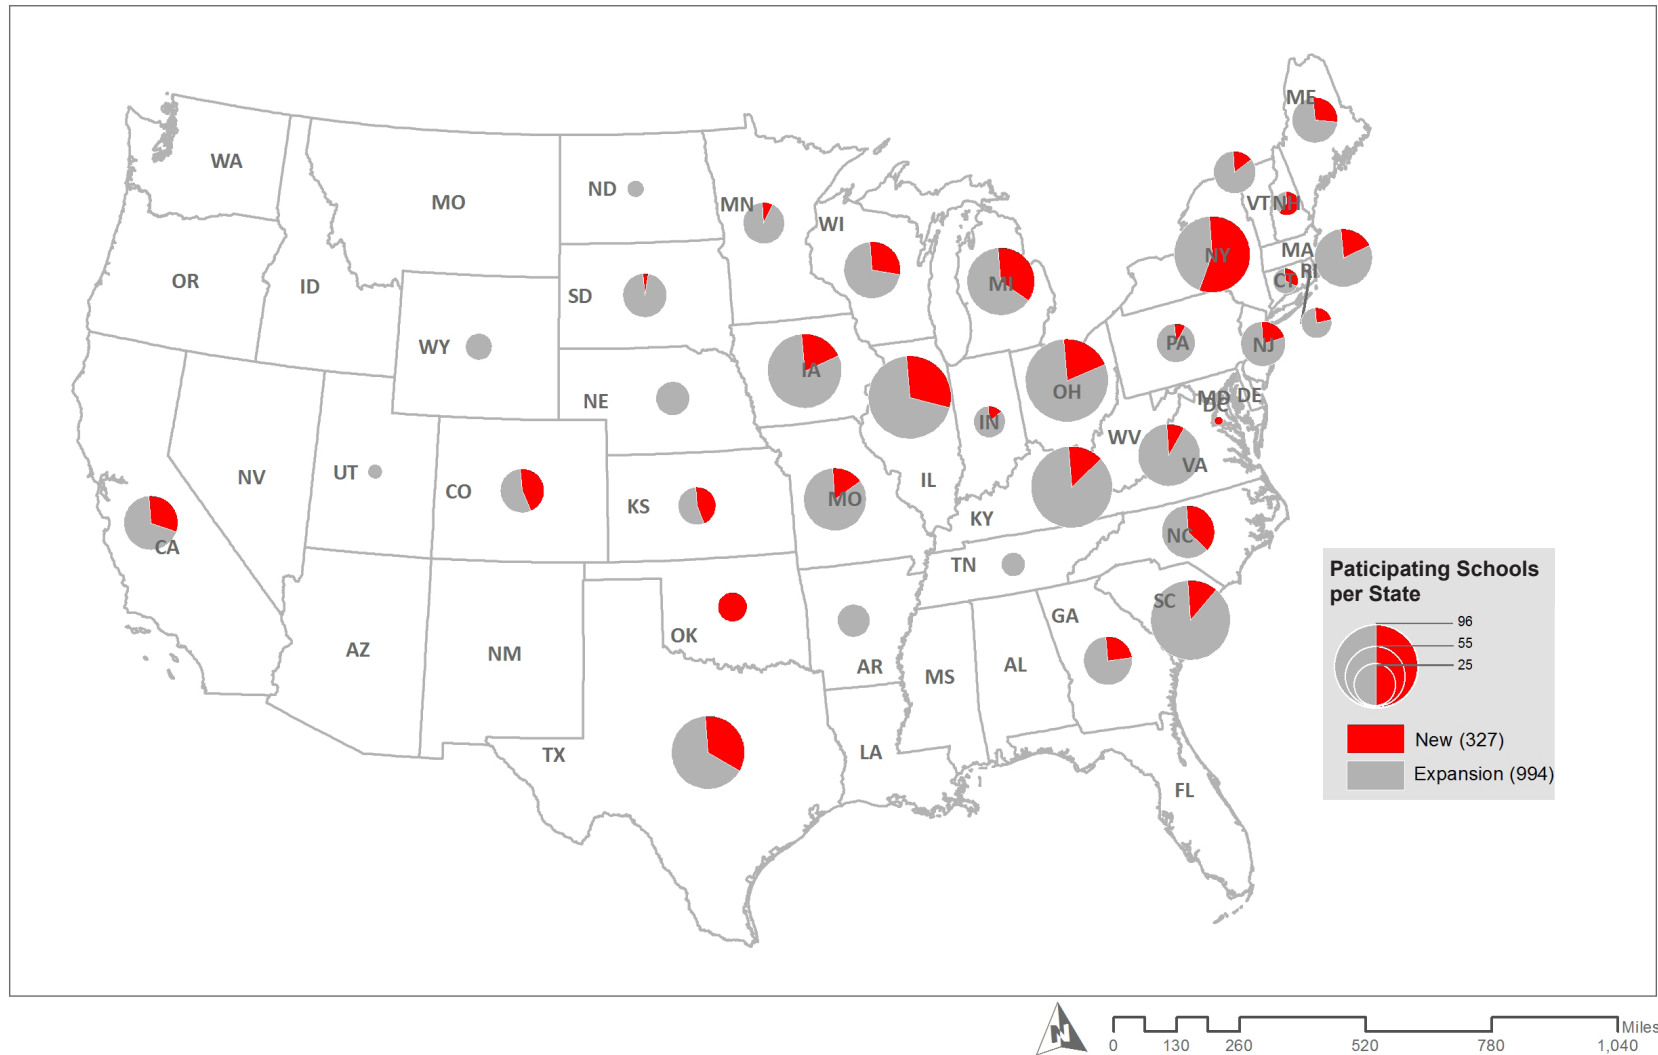 ME
WA
MO
ND
MN
WI
VT
NH
NY
MA
RI
CT
OR
ID
SD
MI
WY
NE
IA
PA
NJ
OH
MD
DE
DC
IN
WV
VA
NV
UT
CO
KS
MO
IL
KY
CA
NC
TN
SC
GA
OK
AZ
NM
AR
MS
AL
TX
LA
FL
Paticipating Schools
per State
96
55
25
New (327)
Expansion (994)
N
Miles
0 130 260 520 780 1,040